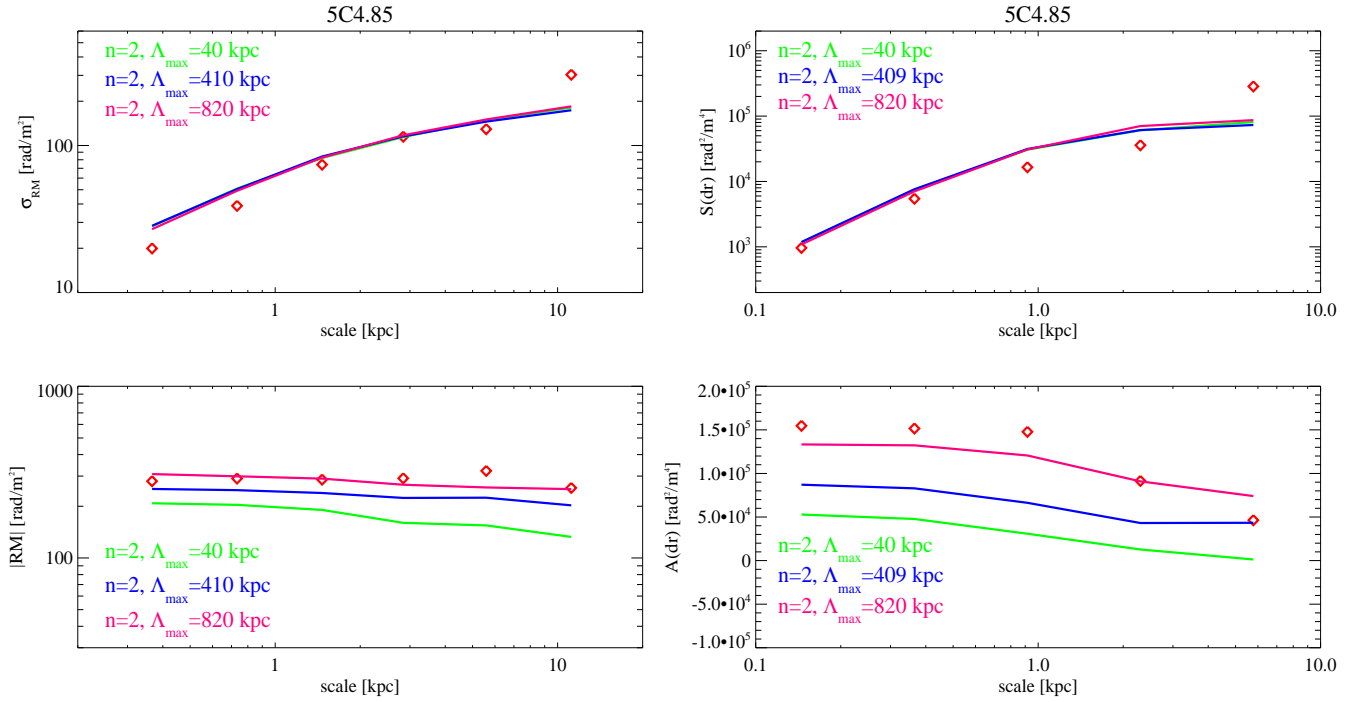 5C4.85
n=2, Λmax=40 kpc
n=2, Λmax=410 kpc
n=2, Λmax=820 kpc
σRM [rad/m²]
100
10
1
10
scale [kpc]
5C4.85
n=2, Λmax=40 kpc
n=2, Λmax=409 kpc
n=2, Λmax=820 kpc
S(dr) [rad²/m⁴]
10⁶
10⁵
10⁴
10³
0.1
1.0
10.0
scale [kpc]
|RM| [rad/m²]
1000
100
n=2, Λmax=40 kpc
n=2, Λmax=410 kpc
n=2, Λmax=820 kpc
1
10
scale [kpc]
A(dr) [rad²/m⁴]
2.0•10⁵
1.5•10⁵
1.0•10⁵
5.0•10⁴
0
-5.0•10⁴
-1.0•10⁵
n=2, Λmax=40 kpc
n=2, Λmax=409 kpc
n=2, Λmax=820 kpc
0.1
1.0
10.0
scale [kpc]